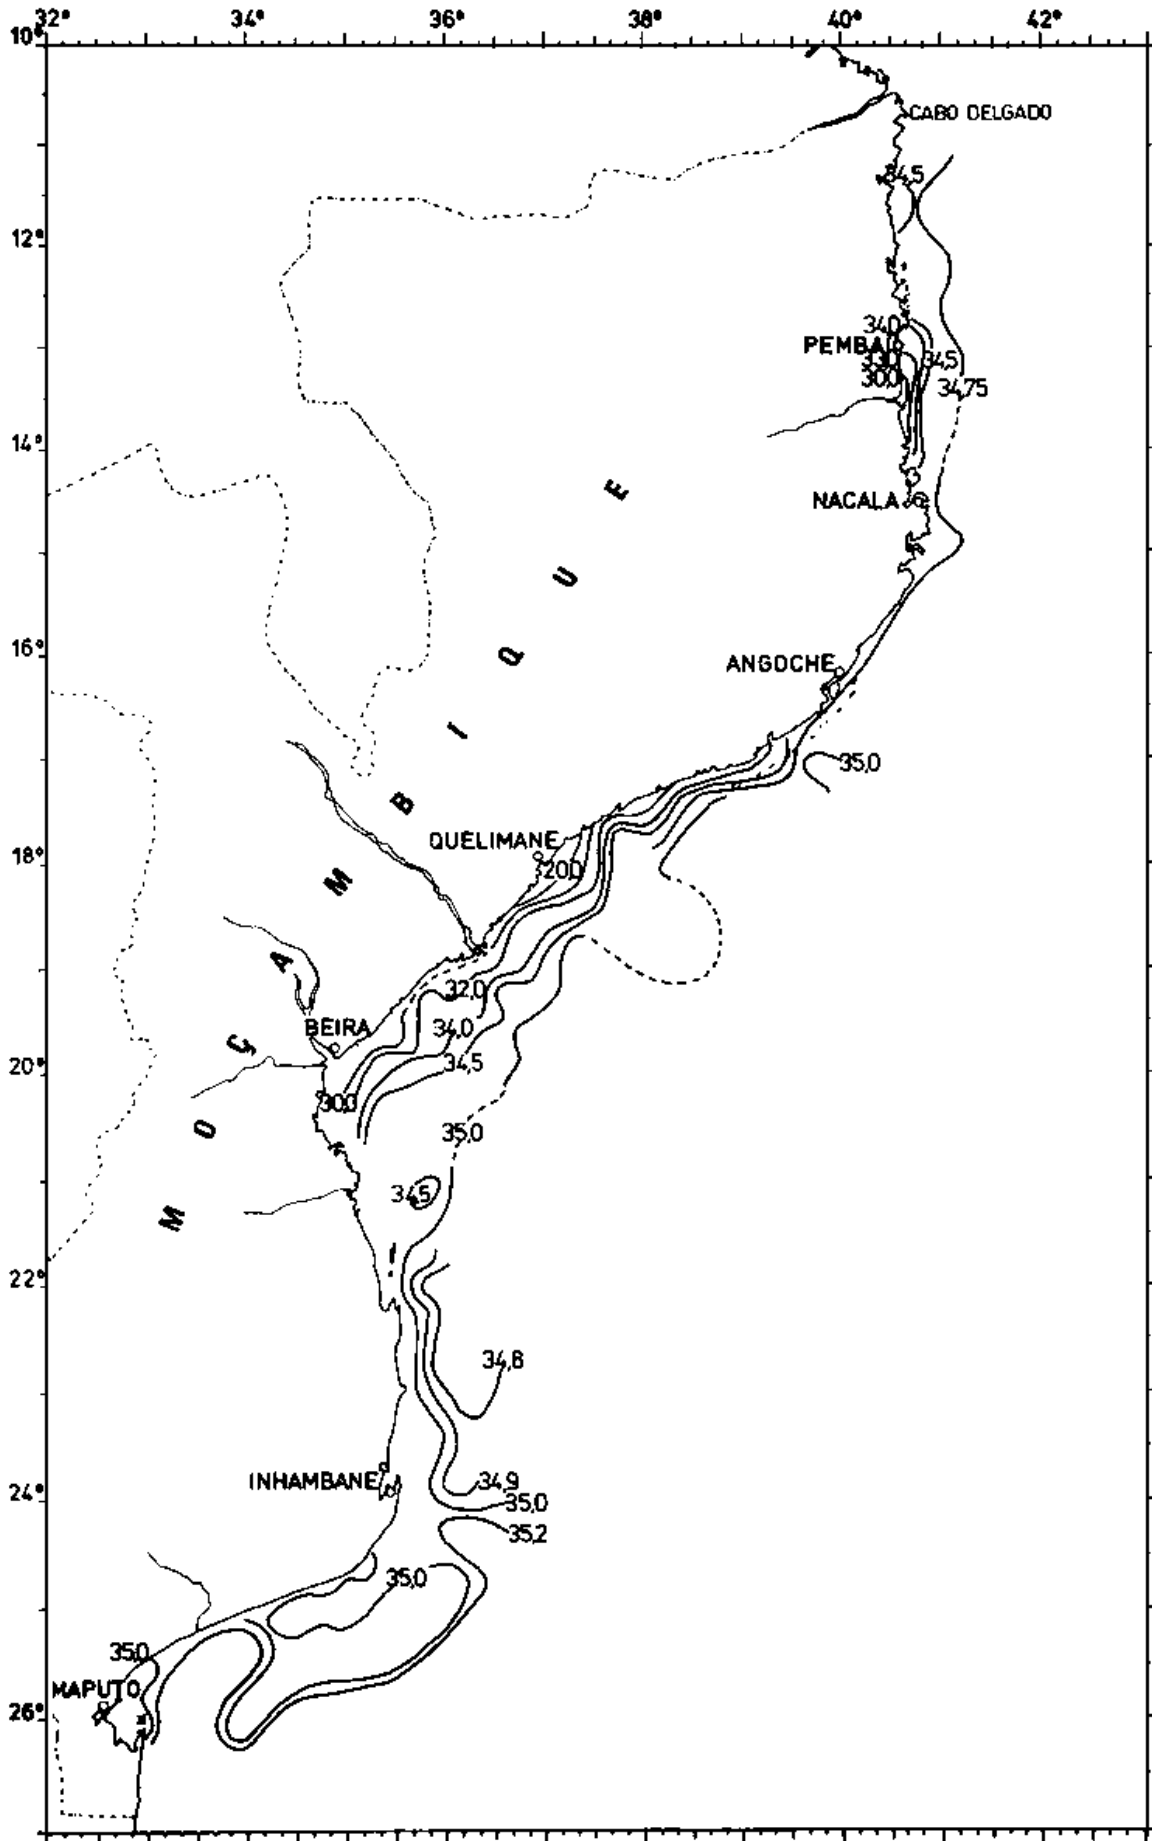 32° 34° 36° 38° 40° 42°
10°
CABO DELGADO
34,5
12°
34,0
PEMBA
33,0 34,5
30,0 34,75
14°
E
NACALA
U
16°
Q
ANGOCHE
I
35,0
B
QUELIMANE
18°
20,0
M
A
32,0
BEIRA 34,0
Ç
34,5
20°
30,0
O
35,0
34,5
M
22°
34,8
INHAMBANE 34,9
24°
35,0
35,2
35,0
35,0
MAPUTO
26°